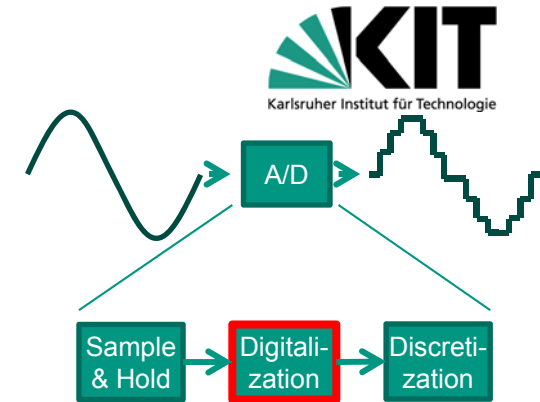 KIT
Karlsruher Institut für Technologie
A/D
Sample
& Hold
Digitali-
zation
Discreti-
zation